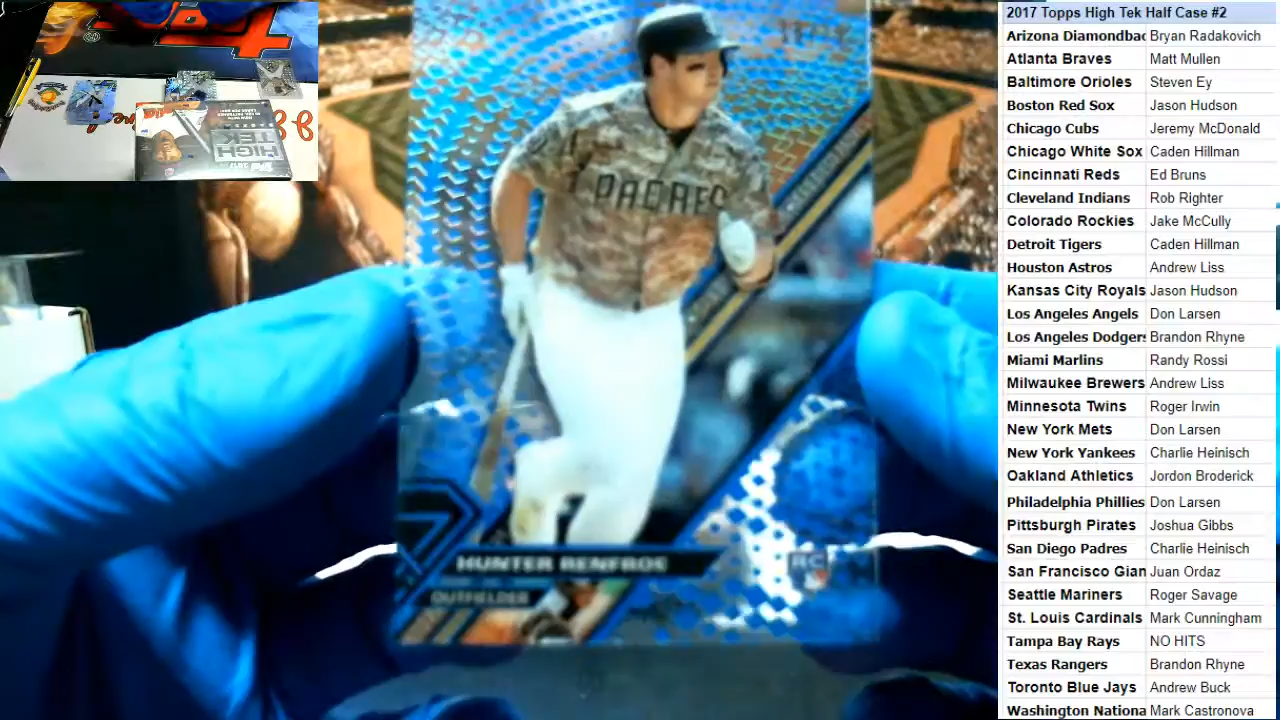 PADRES
HUNTER RENFROE
OUTFIELDER
RC
HIGH
TEK
2017 Topps High Tek Half Case #2
Arizona Diamondbac Bryan Radakovich
Atlanta Braves Matt Mullen
Baltimore Orioles Steven Ey
Boston Red Sox Jason Hudson
Chicago Cubs Jeremy McDonald
Chicago White Sox Caden Hillman
Cincinnati Reds Ed Bruns
Cleveland Indians Rob Righter
Colorado Rockies Jake McCully
Detroit Tigers Caden Hillman
Houston Astros Andrew Liss
Kansas City Royals Jason Hudson
Los Angeles Angels Don Larsen
Los Angeles Dodgers Brandon Rhyne
Miami Marlins Randy Rossi
Milwaukee Brewers Andrew Liss
Minnesota Twins Roger Irwin
New York Mets Don Larsen
New York Yankees Charlie Heinisch
Oakland Athletics Jordon Broderick
Philadelphia Phillies Don Larsen
Pittsburgh Pirates Joshua Gibbs
San Diego Padres Charlie Heinisch
San Francisco Gian Juan Ordaz
Seattle Mariners Roger Savage
St. Louis Cardinals Mark Cunningham
Tampa Bay Rays NO HITS
Texas Rangers Brandon Rhyne
Toronto Blue Jays Andrew Buck
Washington Nationa Mark Castronova